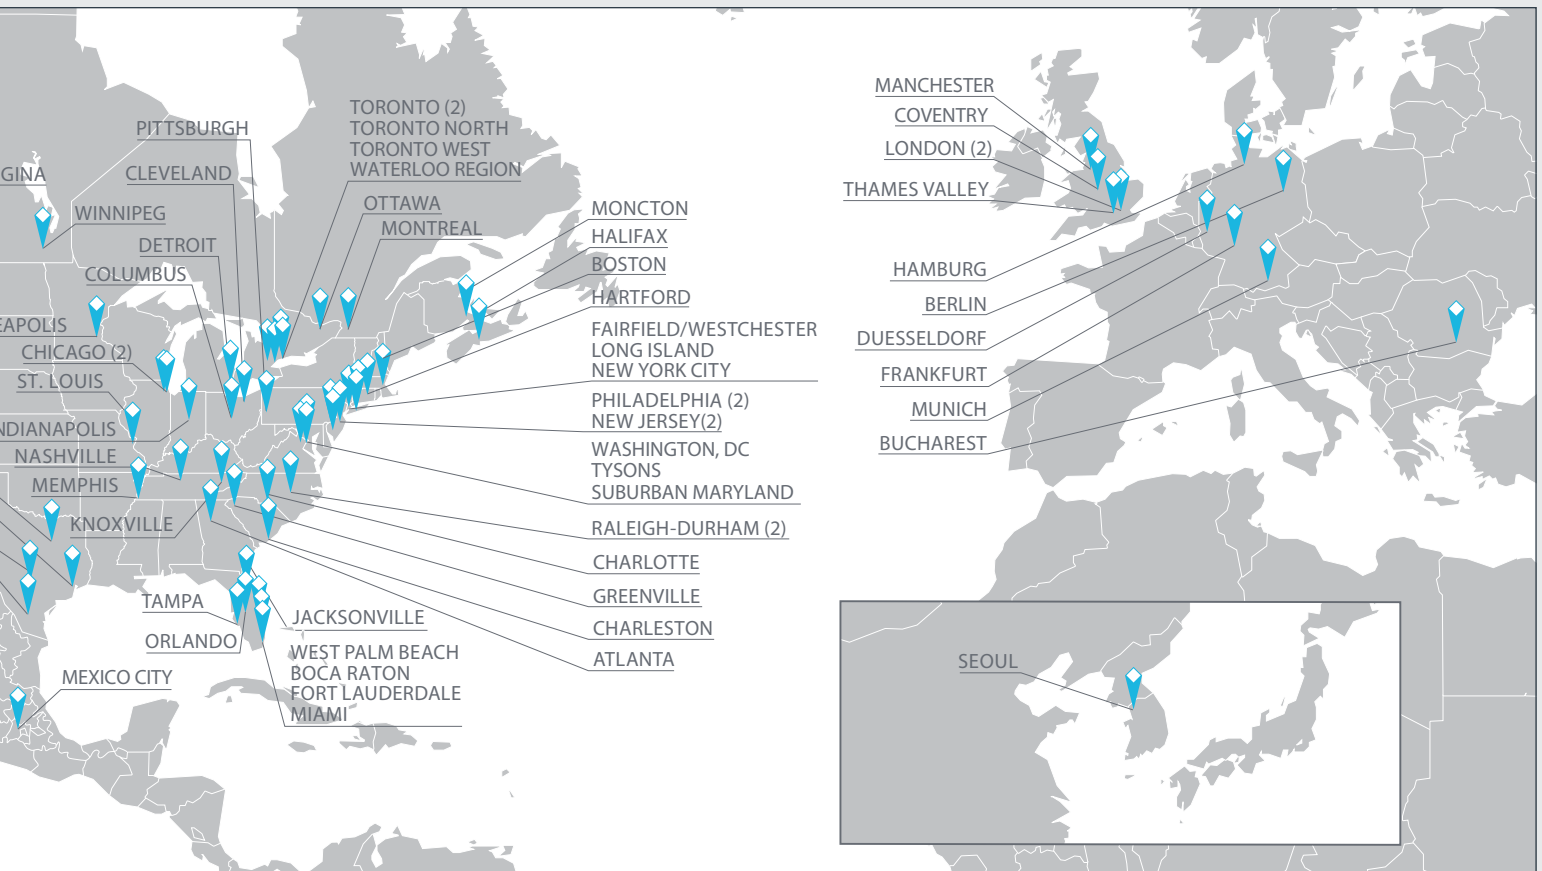 TORONTO (2)
TORONTO NORTH
TORONTO WEST
WATERLOO REGION
PITTSBURGH
CLEVELAND
GINA
WINNIPEG
OTTAWA
MONTREAL
DETROIT
COLUMBUS
EAPOLIS
CHICAGO (2)
ST. LOUIS
NDIANAPOLIS
NASHVILLE
MEMPHIS
KNOXVILLE
TAMPA
ORLANDO
MEXICO CITY
JACKSONVILLE
WEST PALM BEACH
BOCA RATON
FORT LAUDERDALE
MIAMI
MONCTON
HALIFAX
BOSTON
HARTFORD
FAIRFIELD/WESTCHESTER
LONG ISLAND
NEW YORK CITY
PHILADELPHIA (2)
NEW JERSEY(2)
WASHINGTON, DC
TYSONS
SUBURBAN MARYLAND
RALEIGH-DURHAM (2)
CHARLOTTE
GREENVILLE
CHARLESTON
ATLANTA
MANCHESTER
COVENTRY
LONDON (2)
THAMES VALLEY
HAMBURG
BERLIN
DUESSELDORF
FRANKFURT
MUNICH
BUCHAREST
SEOUL